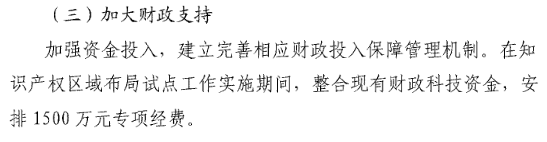 （三）加大财政支持
加强资金投入，建立完善相应财政投入保障管理机制。在知
识产权区域布局试点工作实施期间，整合现有财政科技资金，安
排 1500 万元专项经费。